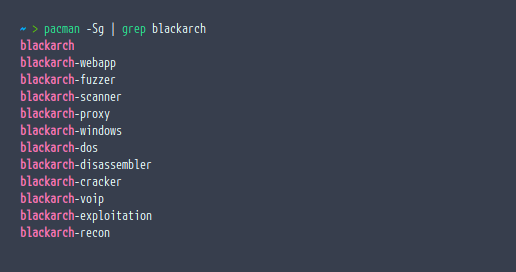 ~ > pacman -Sg | grep blackarch
blackarch
blackarch-webapp
blackarch-fuzzer
blackarch-scanner
blackarch-proxy
blackarch-windows
blackarch-dos
blackarch-disassembler
blackarch-cracker
blackarch-voip
blackarch-exploitation
blackarch-recon